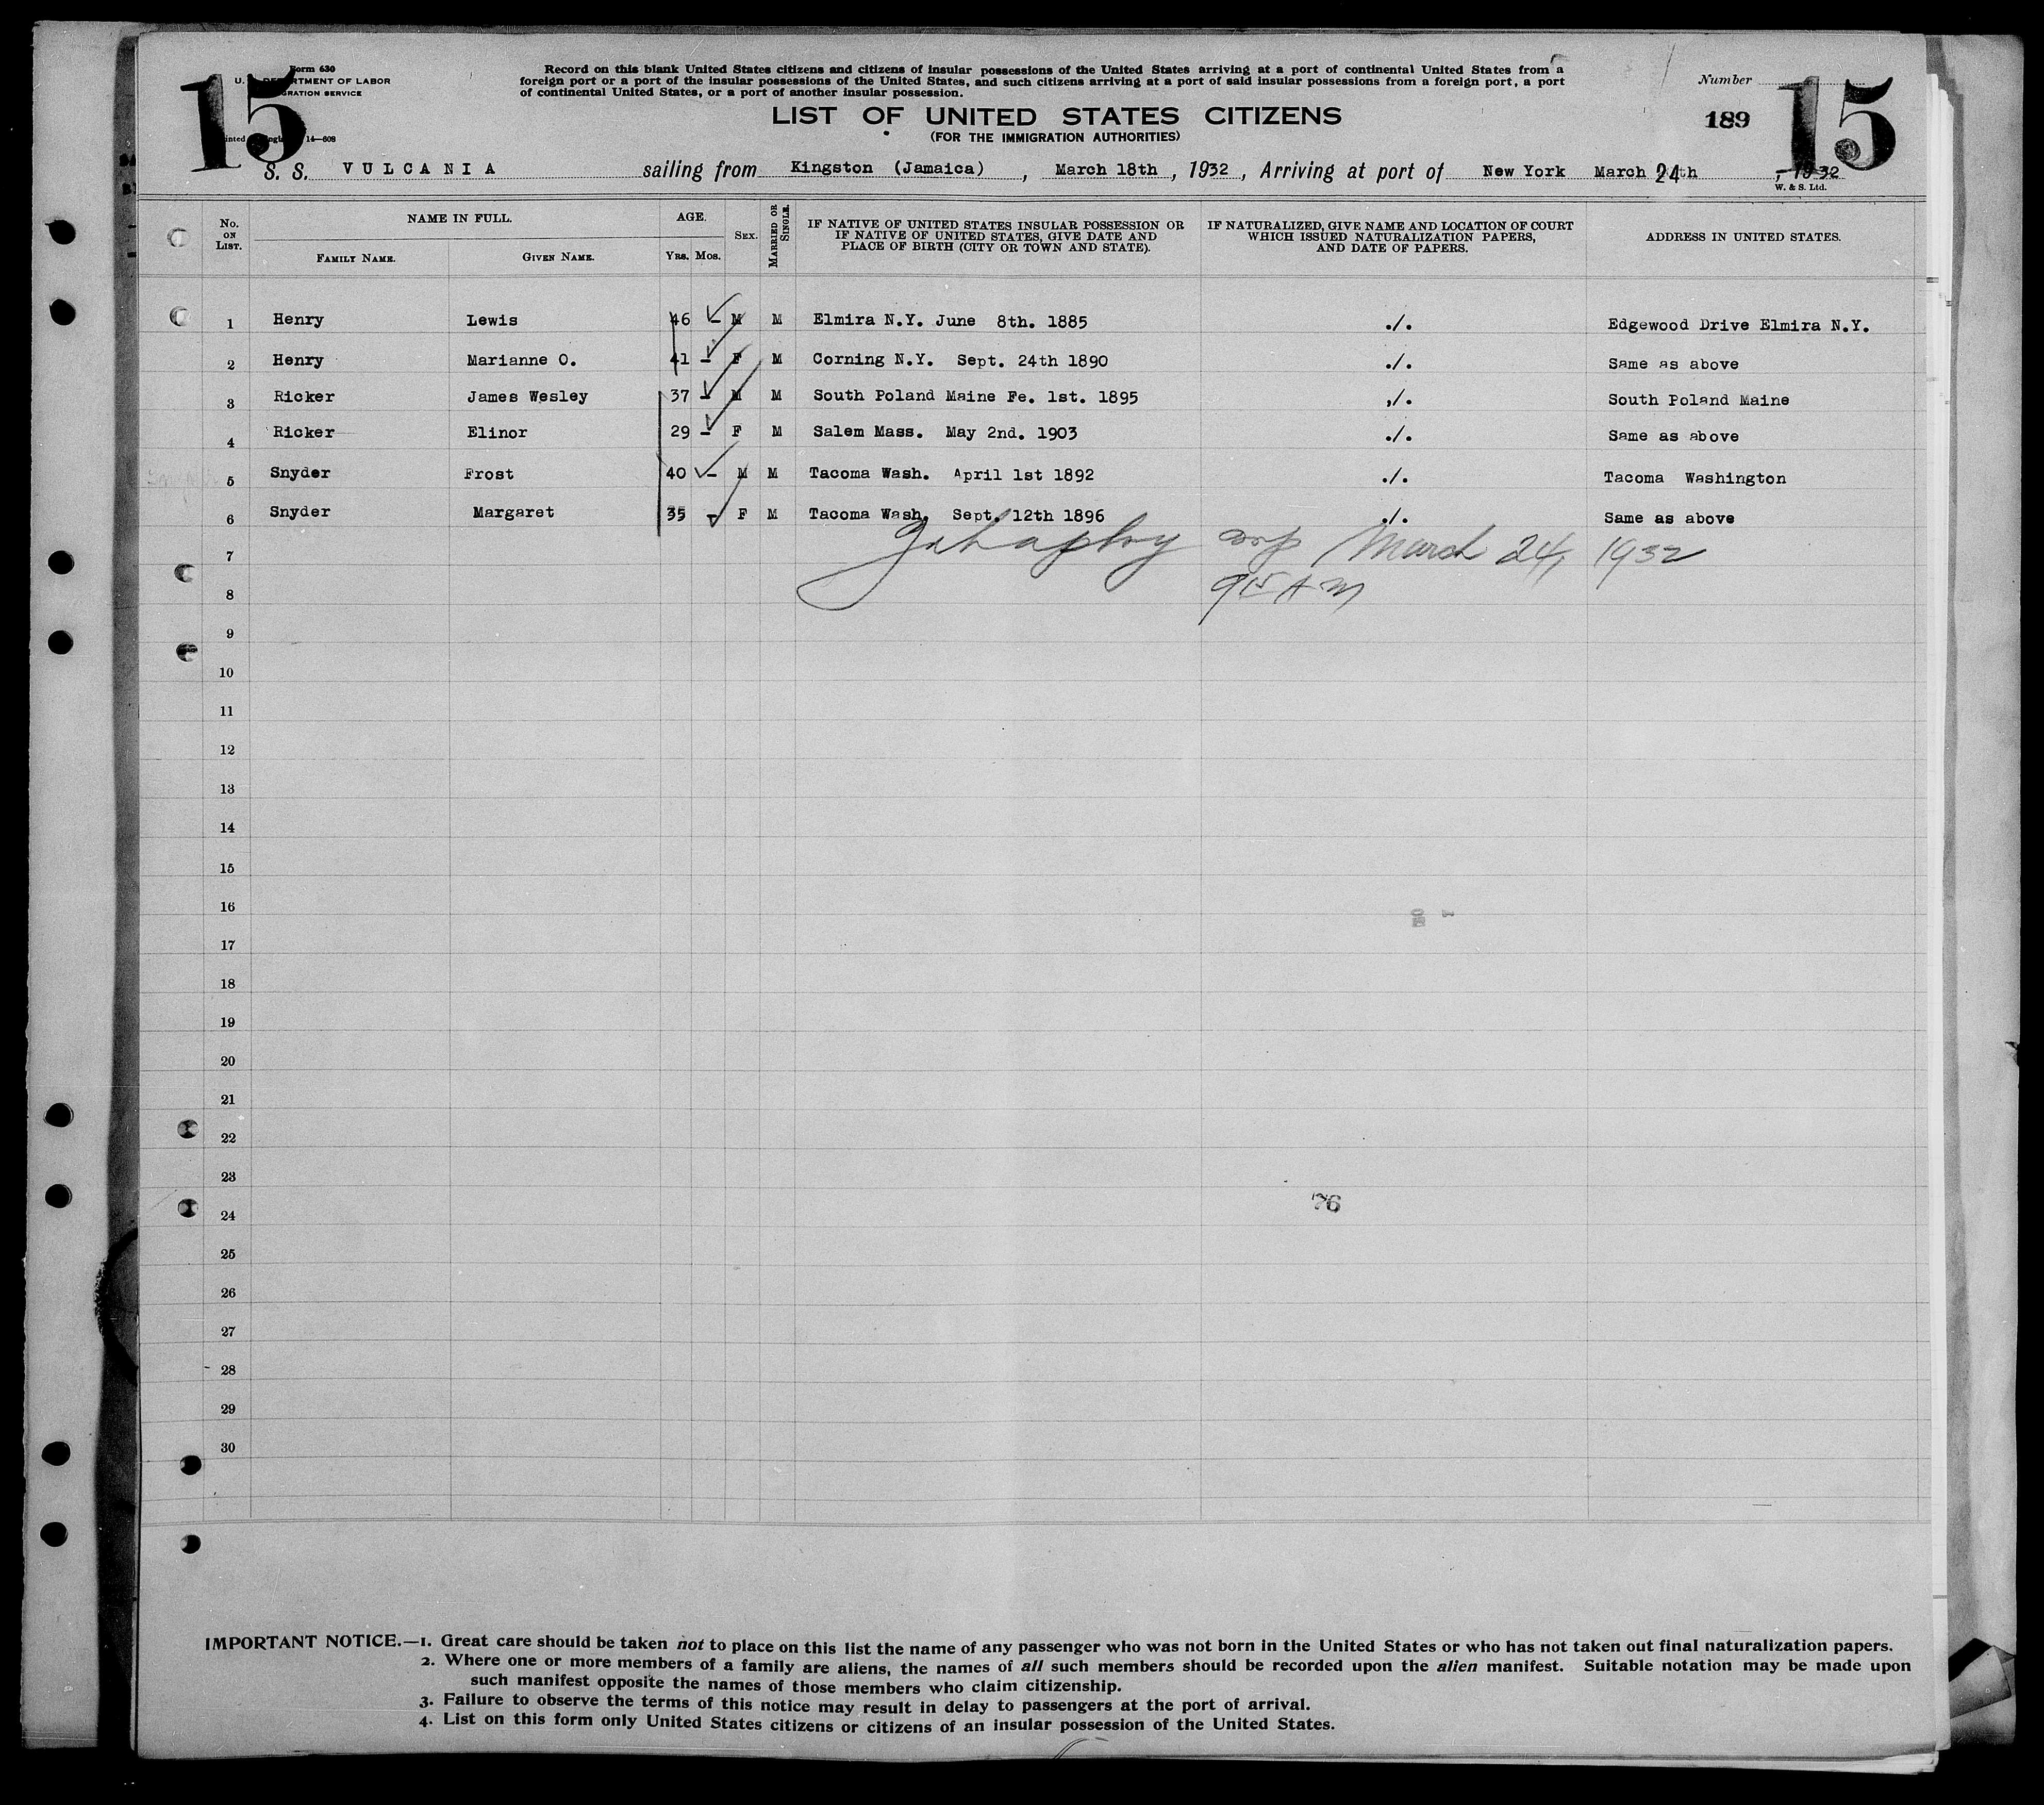 15
Form 630
U. DEPARTMENT OF LABOR
GRATION SERVICE
14—608
Record on this blank United States citizens and citizens of insular possessions of the United States arriving at a port of continental United States from a
foreign port or a port of the insular possessions of the United States, and such citizens arriving at a port of said insular possessions from a foreign port, a port
of continental United States, or a port of another insular possession.
LIST OF UNITED STATES CITIZENS
(FOR THE IMMIGRATION AUTHORITIES)
Number
189
15
S. S. VULCANIA sailing from Kingston (Jamaica), March 18th, 1932, Arriving at port of New York March 24th, 1932
W. & S. Ltd.
No. ON LIST. NAME IN FULL. FAMILY NAME. GIVEN NAME. AGE. YRS. MOS. SEX. MARRIED OR SINGLE. IF NATIVE OF UNITED STATES INSULAR POSSESSION OR IF NATIVE OF UNITED STATES, GIVE DATE AND PLACE OF BIRTH (CITY OR TOWN AND STATE). IF NATURALIZED, GIVE NAME AND LOCATION OF COURT WHICH ISSUED NATURALIZATION PAPERS, AND DATE OF PAPERS. ADDRESS IN UNITED STATES.
1 Henry Lewis 46 – M M Elmira N.Y. June 8th. 1885 ./. Edgewood Drive Elmira N.Y.
2 Henry Marianne O. 41 – F M Corning N.Y. Sept. 24th 1890 ./. Same as above
3 Ricker James Wesley 37 – M M South Poland Maine Fe. 1st. 1895 ./. South Poland Maine
4 Ricker Elinor 29 – F M Salem Mass. May 2nd. 1903 ./. Same as above
5 Snyder Frost 40 – M M Tacoma Wash. April 1st 1892 ./. Tacoma Washington
6 Snyder Margaret 35 – F M Tacoma Wash. Sept. 12th 1896 ./. Same as above
7 March 24, 1932
8 9 15 A M
9
10
11
12
13
14
15
16
17
18
19
20
21
22
23
76
24
25
26
27
28
29
30
IMPORTANT NOTICE.—1. Great care should be taken not to place on this list the name of any passenger who was not born in the United States or who has not taken out final naturalization papers.
2. Where one or more members of a family are aliens, the names of all such members should be recorded upon the alien manifest. Suitable notation may be made upon
such manifest opposite the names of those members who claim citizenship.
3. Failure to observe the terms of this notice may result in delay to passengers at the port of arrival.
4. List on this form only United States citizens or citizens of an insular possession of the United States.